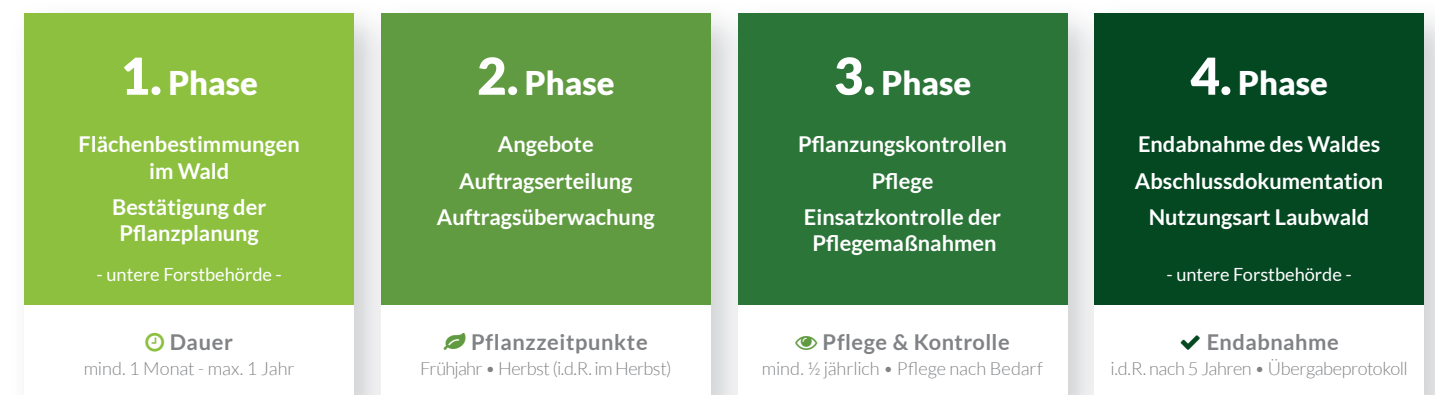 1. Phase
Flächenbestimmungen
im Wald
Bestätigung der
Pflanzplanung
- untere Forstbehörde -
Dauer
mind. 1 Monat - max. 1 Jahr
2. Phase
Angebote
Auftragserteilung
Auftragsüberwachung
Pflanzzeitpunkte
Frühjahr • Herbst (i.d.R. im Herbst)
3. Phase
Pflanzungskontrollen
Pflege
Einsatzkontrolle der
Pflegemaßnahmen
Pflege & Kontrolle
mind. ½ jährlich • Pflege nach Bedarf
4. Phase
Endabnahme des Waldes
Abschlussdokumentation
Nutzungsart Laubwald
- untere Forstbehörde -
Endabnahme
i.d.R. nach 5 Jahren • Übergabeprotokoll